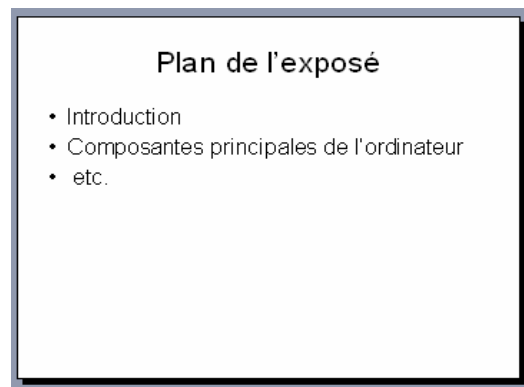 Plan de l'exposé
• Introduction
• Composantes principales de l'ordinateur
• etc.